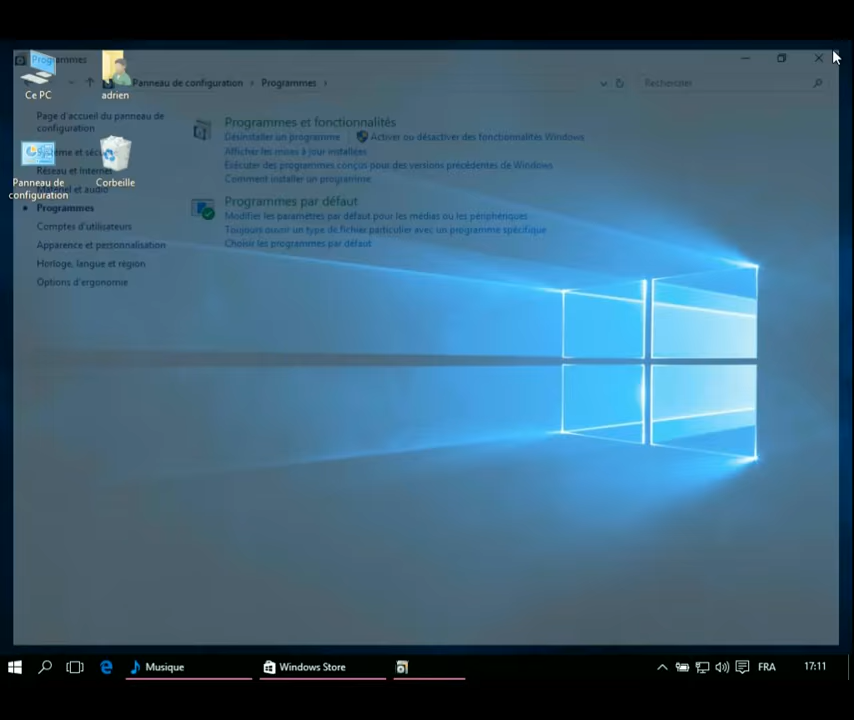 Programmes
Panneau de configuration > Programmes >
Rechercher
Ce PC
adrien
Page d'accueil du panneau de
configuration
Programmes et fonctionnalités
Désinstaller un programme
Activer ou désactiver des fonctionnalités Windows
Afficher les mises à jour installées
Exécuter des programmes conçus pour des versions précédentes de Windows
Comment installer un programme
Réseau et Internet
Panneau de
configuration
Corbeille
Matériel et audio
Programmes
Comptes d'utilisateurs
Apparence et personnalisation
Horloge, langue et région
Options d'ergonomie
Programmes par défaut
Modifier les paramètres par défaut pour les médias ou les périphériques
Toujours ouvrir un type de fichier particulier avec un programme spécifique
Choisir les programmes par défaut
Musique
Windows Store
FRA
17:11